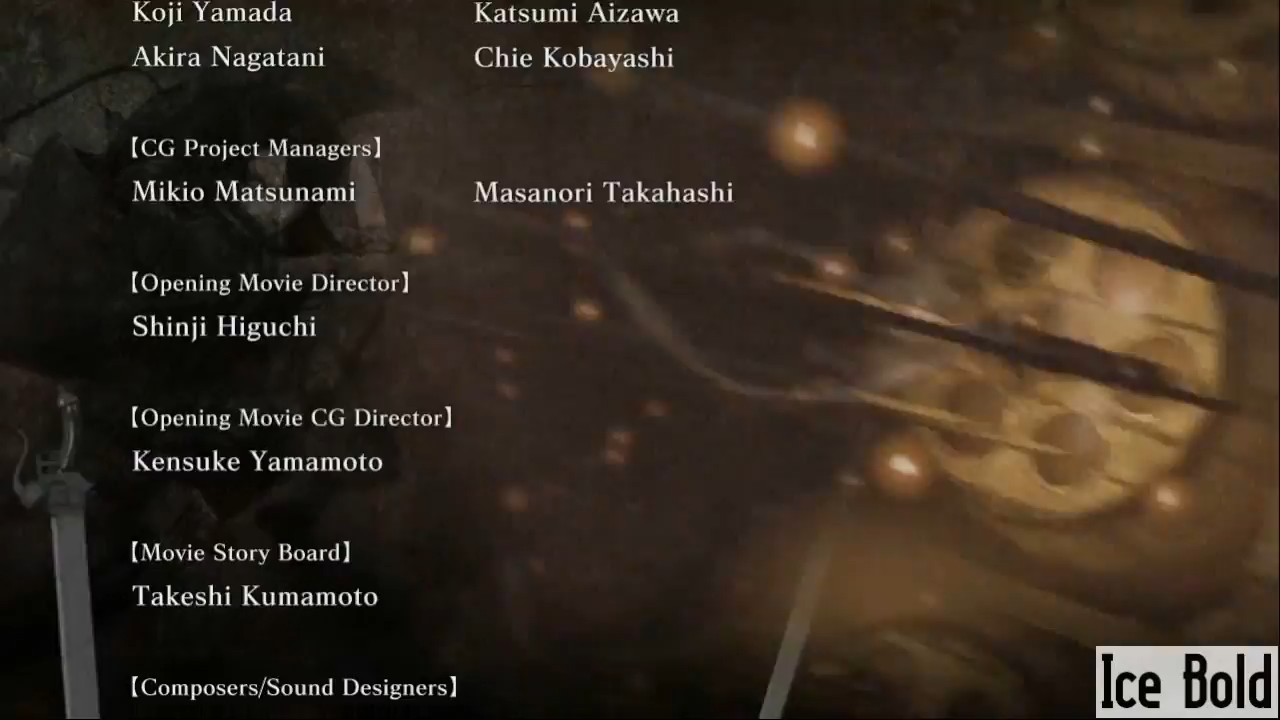 Koji Yamada Katsumi Aizawa
Akira Nagatani Chie Kobayashi
【CG Project Managers】
Mikio Matsunami Masanori Takahashi
【Opening Movie Director】
Shinji Higuchi
【Opening Movie CG Director】
Kensuke Yamamoto
【Movie Story Board】
Takeshi Kumamoto
【Composers/Sound Designers】
Ice Bold